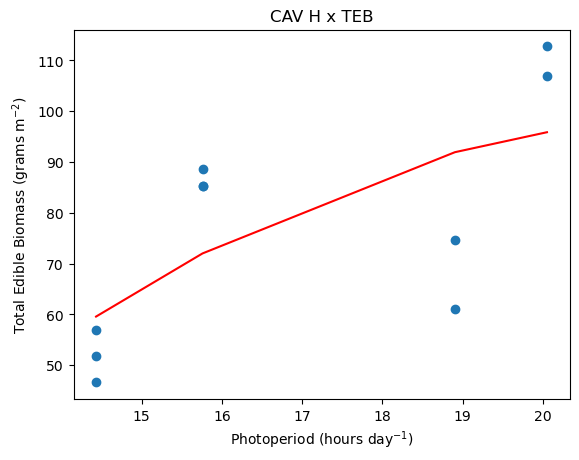 CAV H x TEB
Total Edible Biomass (grams m⁻²)
110
100
90
80
70
60
50
15 16 17 18 19 20
Photoperiod (hours day⁻¹)